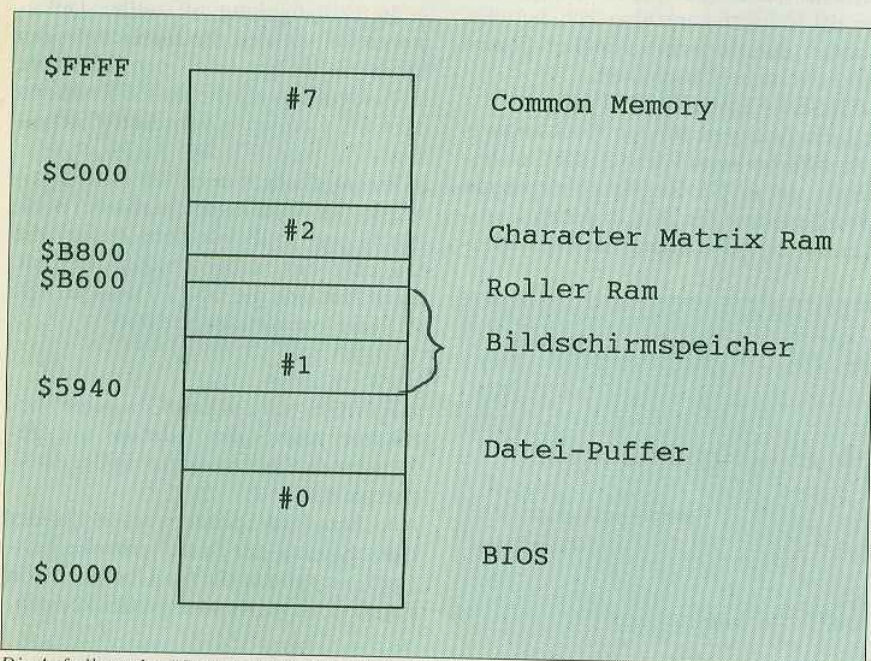 $FFFF
#7 Common Memory
$C000
#2 Character Matrix Ram
$B800
$B600 Roller Ram
Bildschirmspeicher
#1
$5940
Datei-Puffer
#0
BIOS
$0000